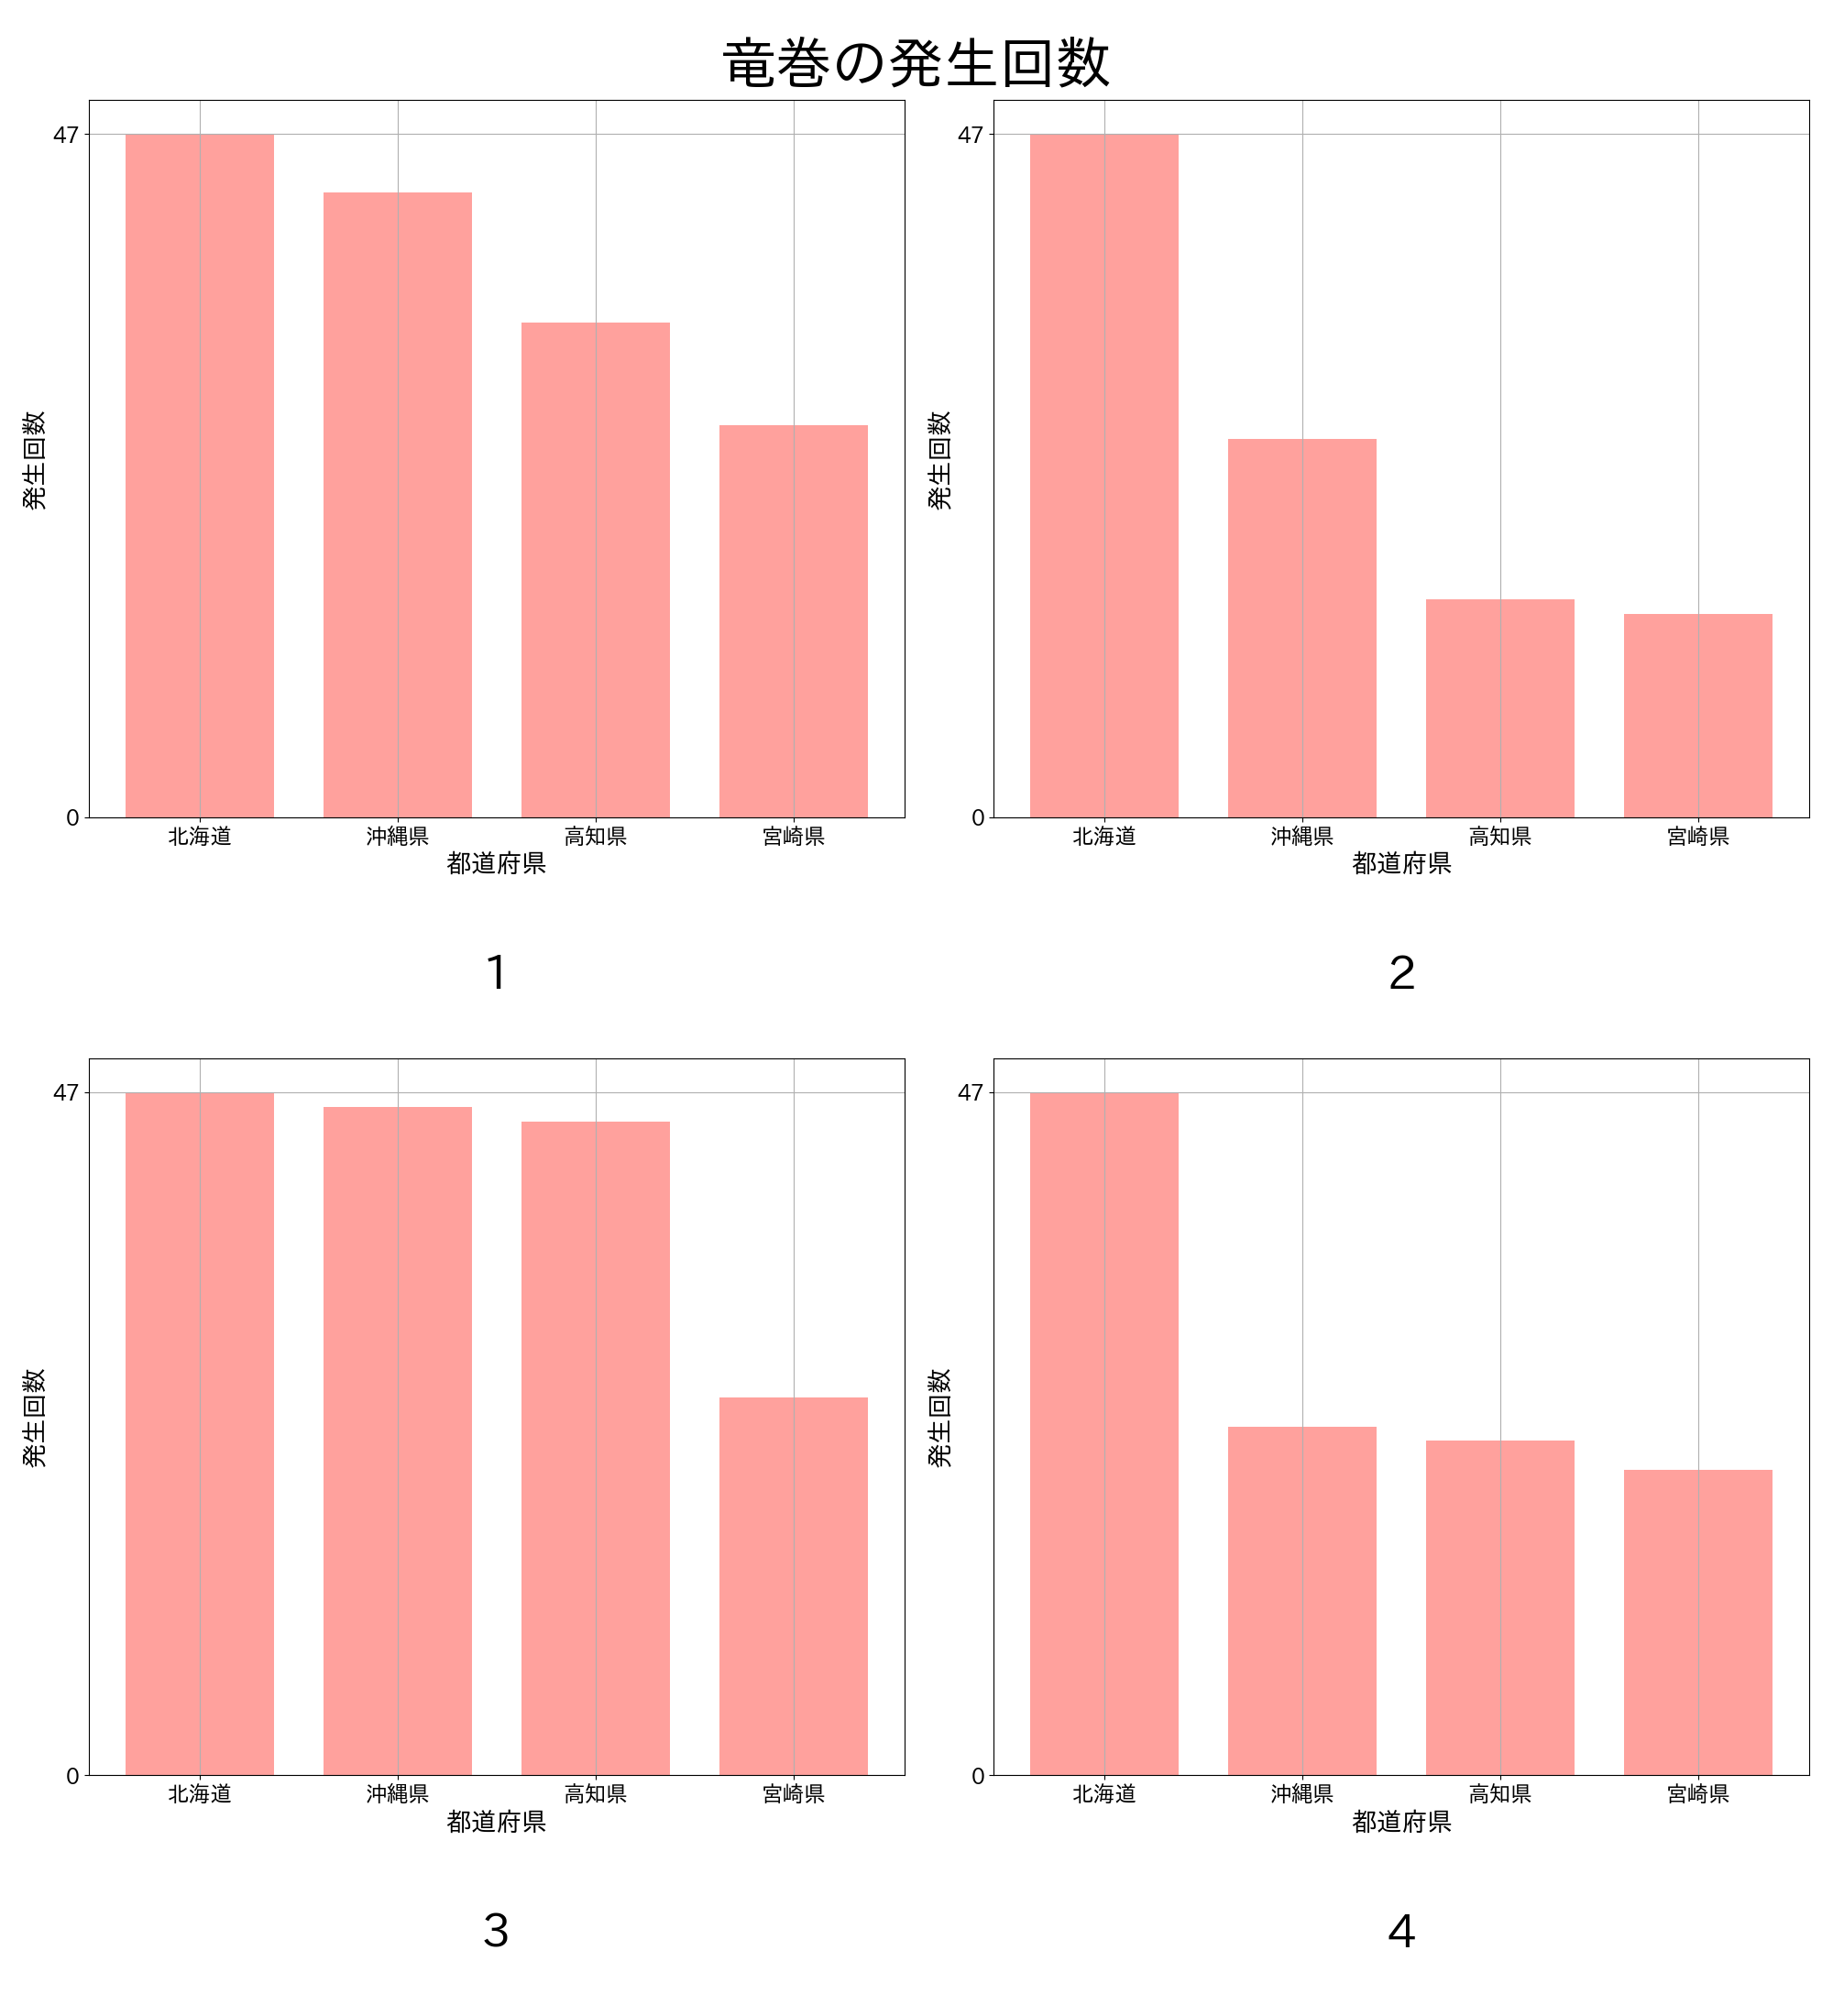 竜巻の発生回数
47
0
発生回数
北海道 沖縄県 高知県 宮崎県
都道府県
1
47
0
発生回数
北海道 沖縄県 高知県 宮崎県
都道府県
2
47
0
発生回数
北海道 沖縄県 高知県 宮崎県
都道府県
3
47
0
発生回数
北海道 沖縄県 高知県 宮崎県
都道府県
4